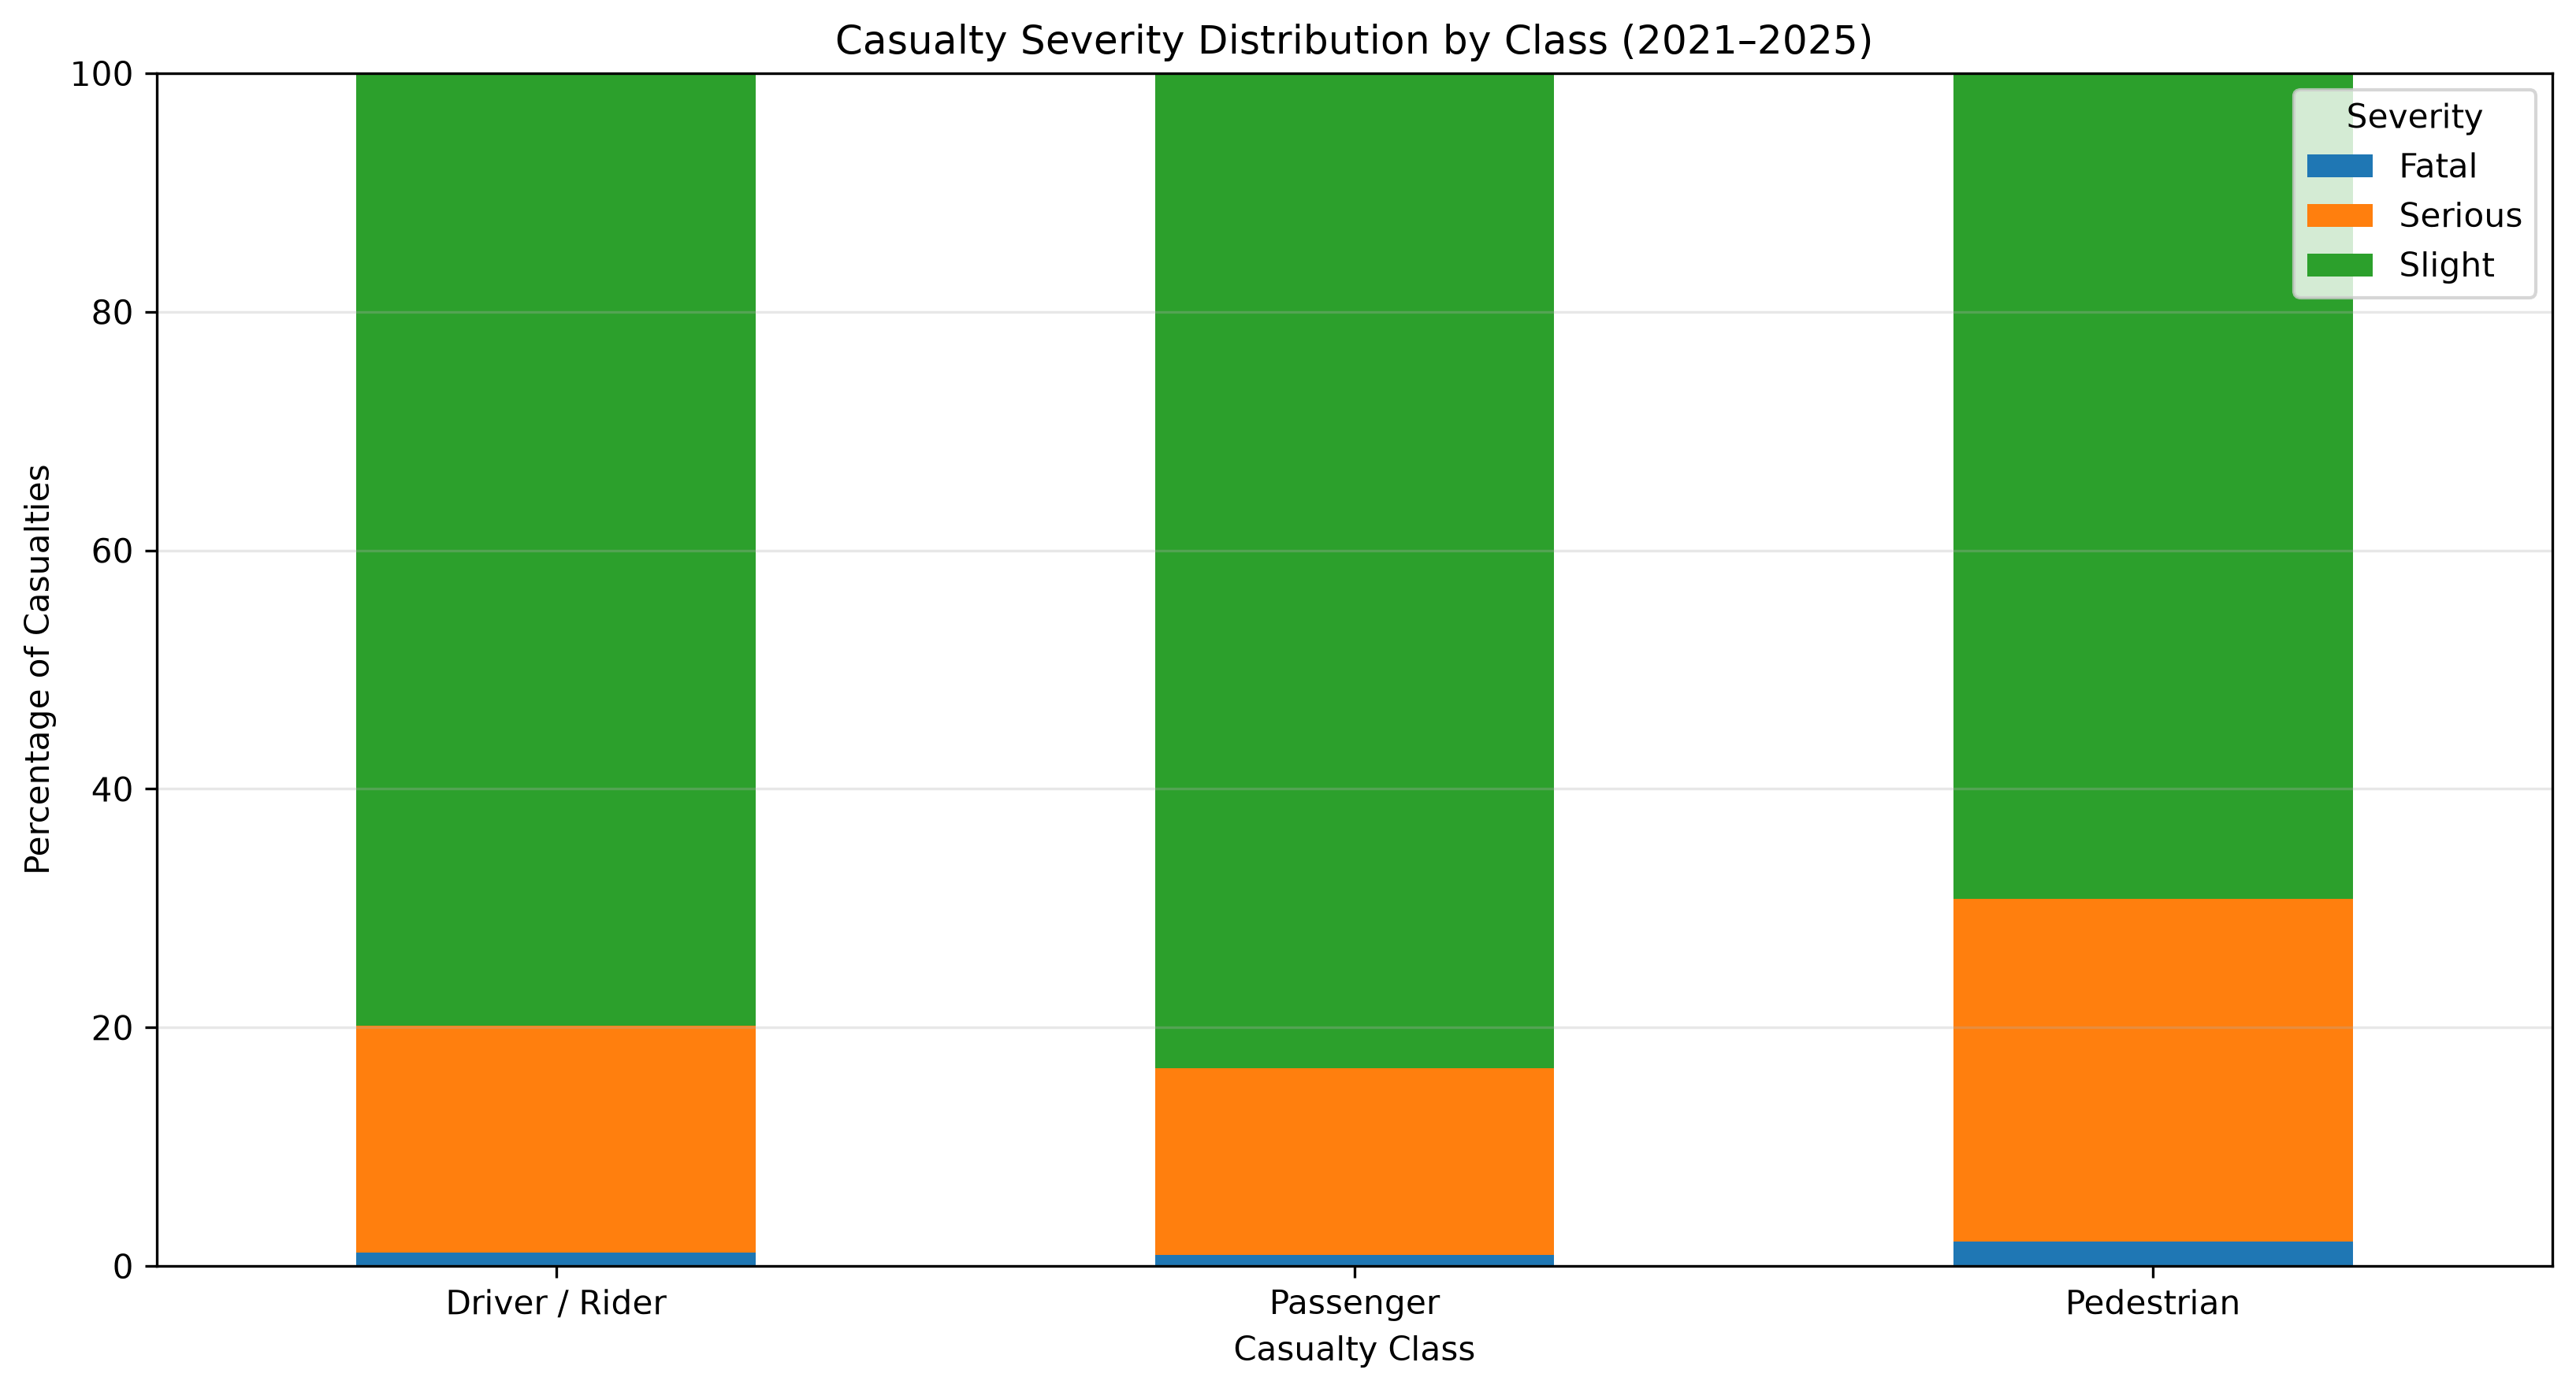 Casualty Severity Distribution by Class (2021–2025)
100
80
60
40
20
0
Percentage of Casualties
Severity
Fatal
Serious
Slight
Driver / Rider
Passenger
Pedestrian
Casualty Class